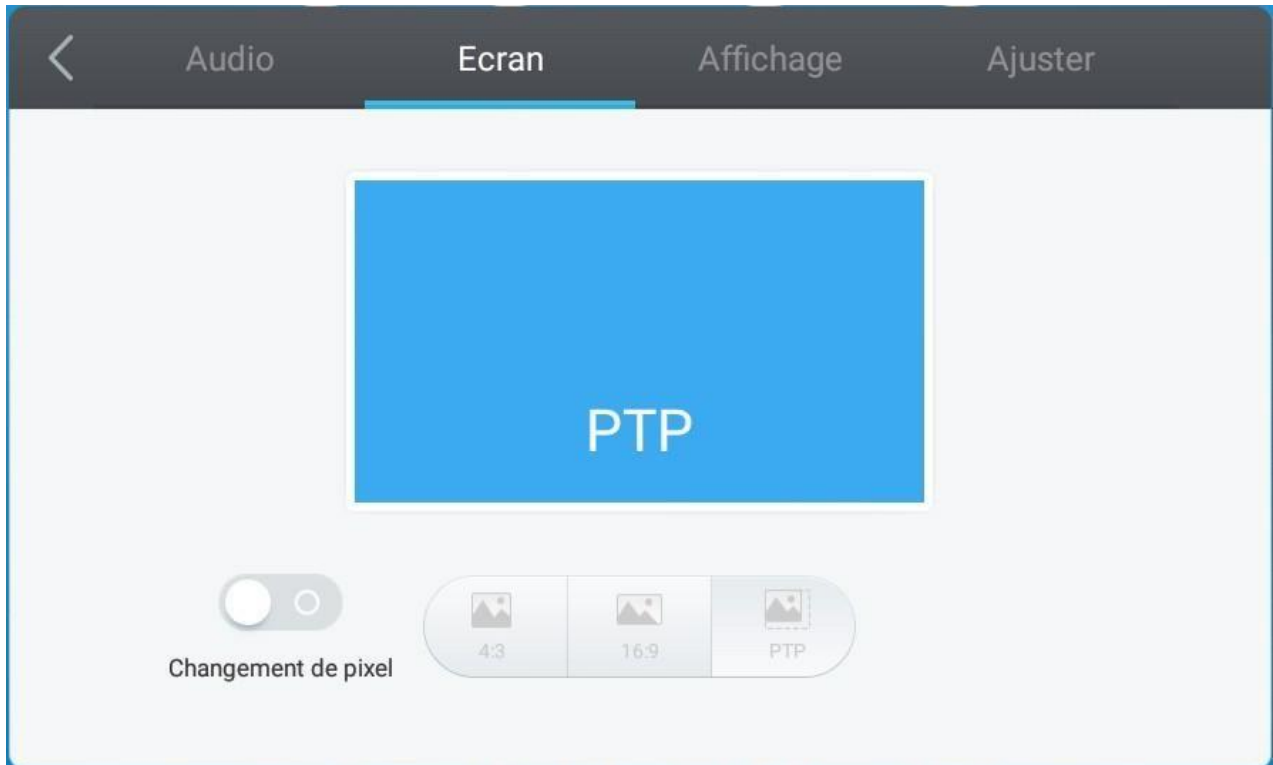 Audio Ecran Affichage Ajuster
PTP
4:3 16:9 PTP
Changement de pixel